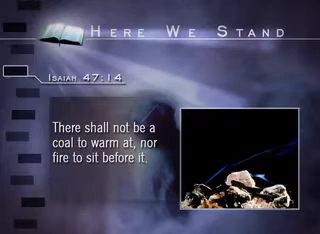 Here We Stand
Isaiah 47:14
There shall not be a
coal to warm at, nor
fire to sit before it.